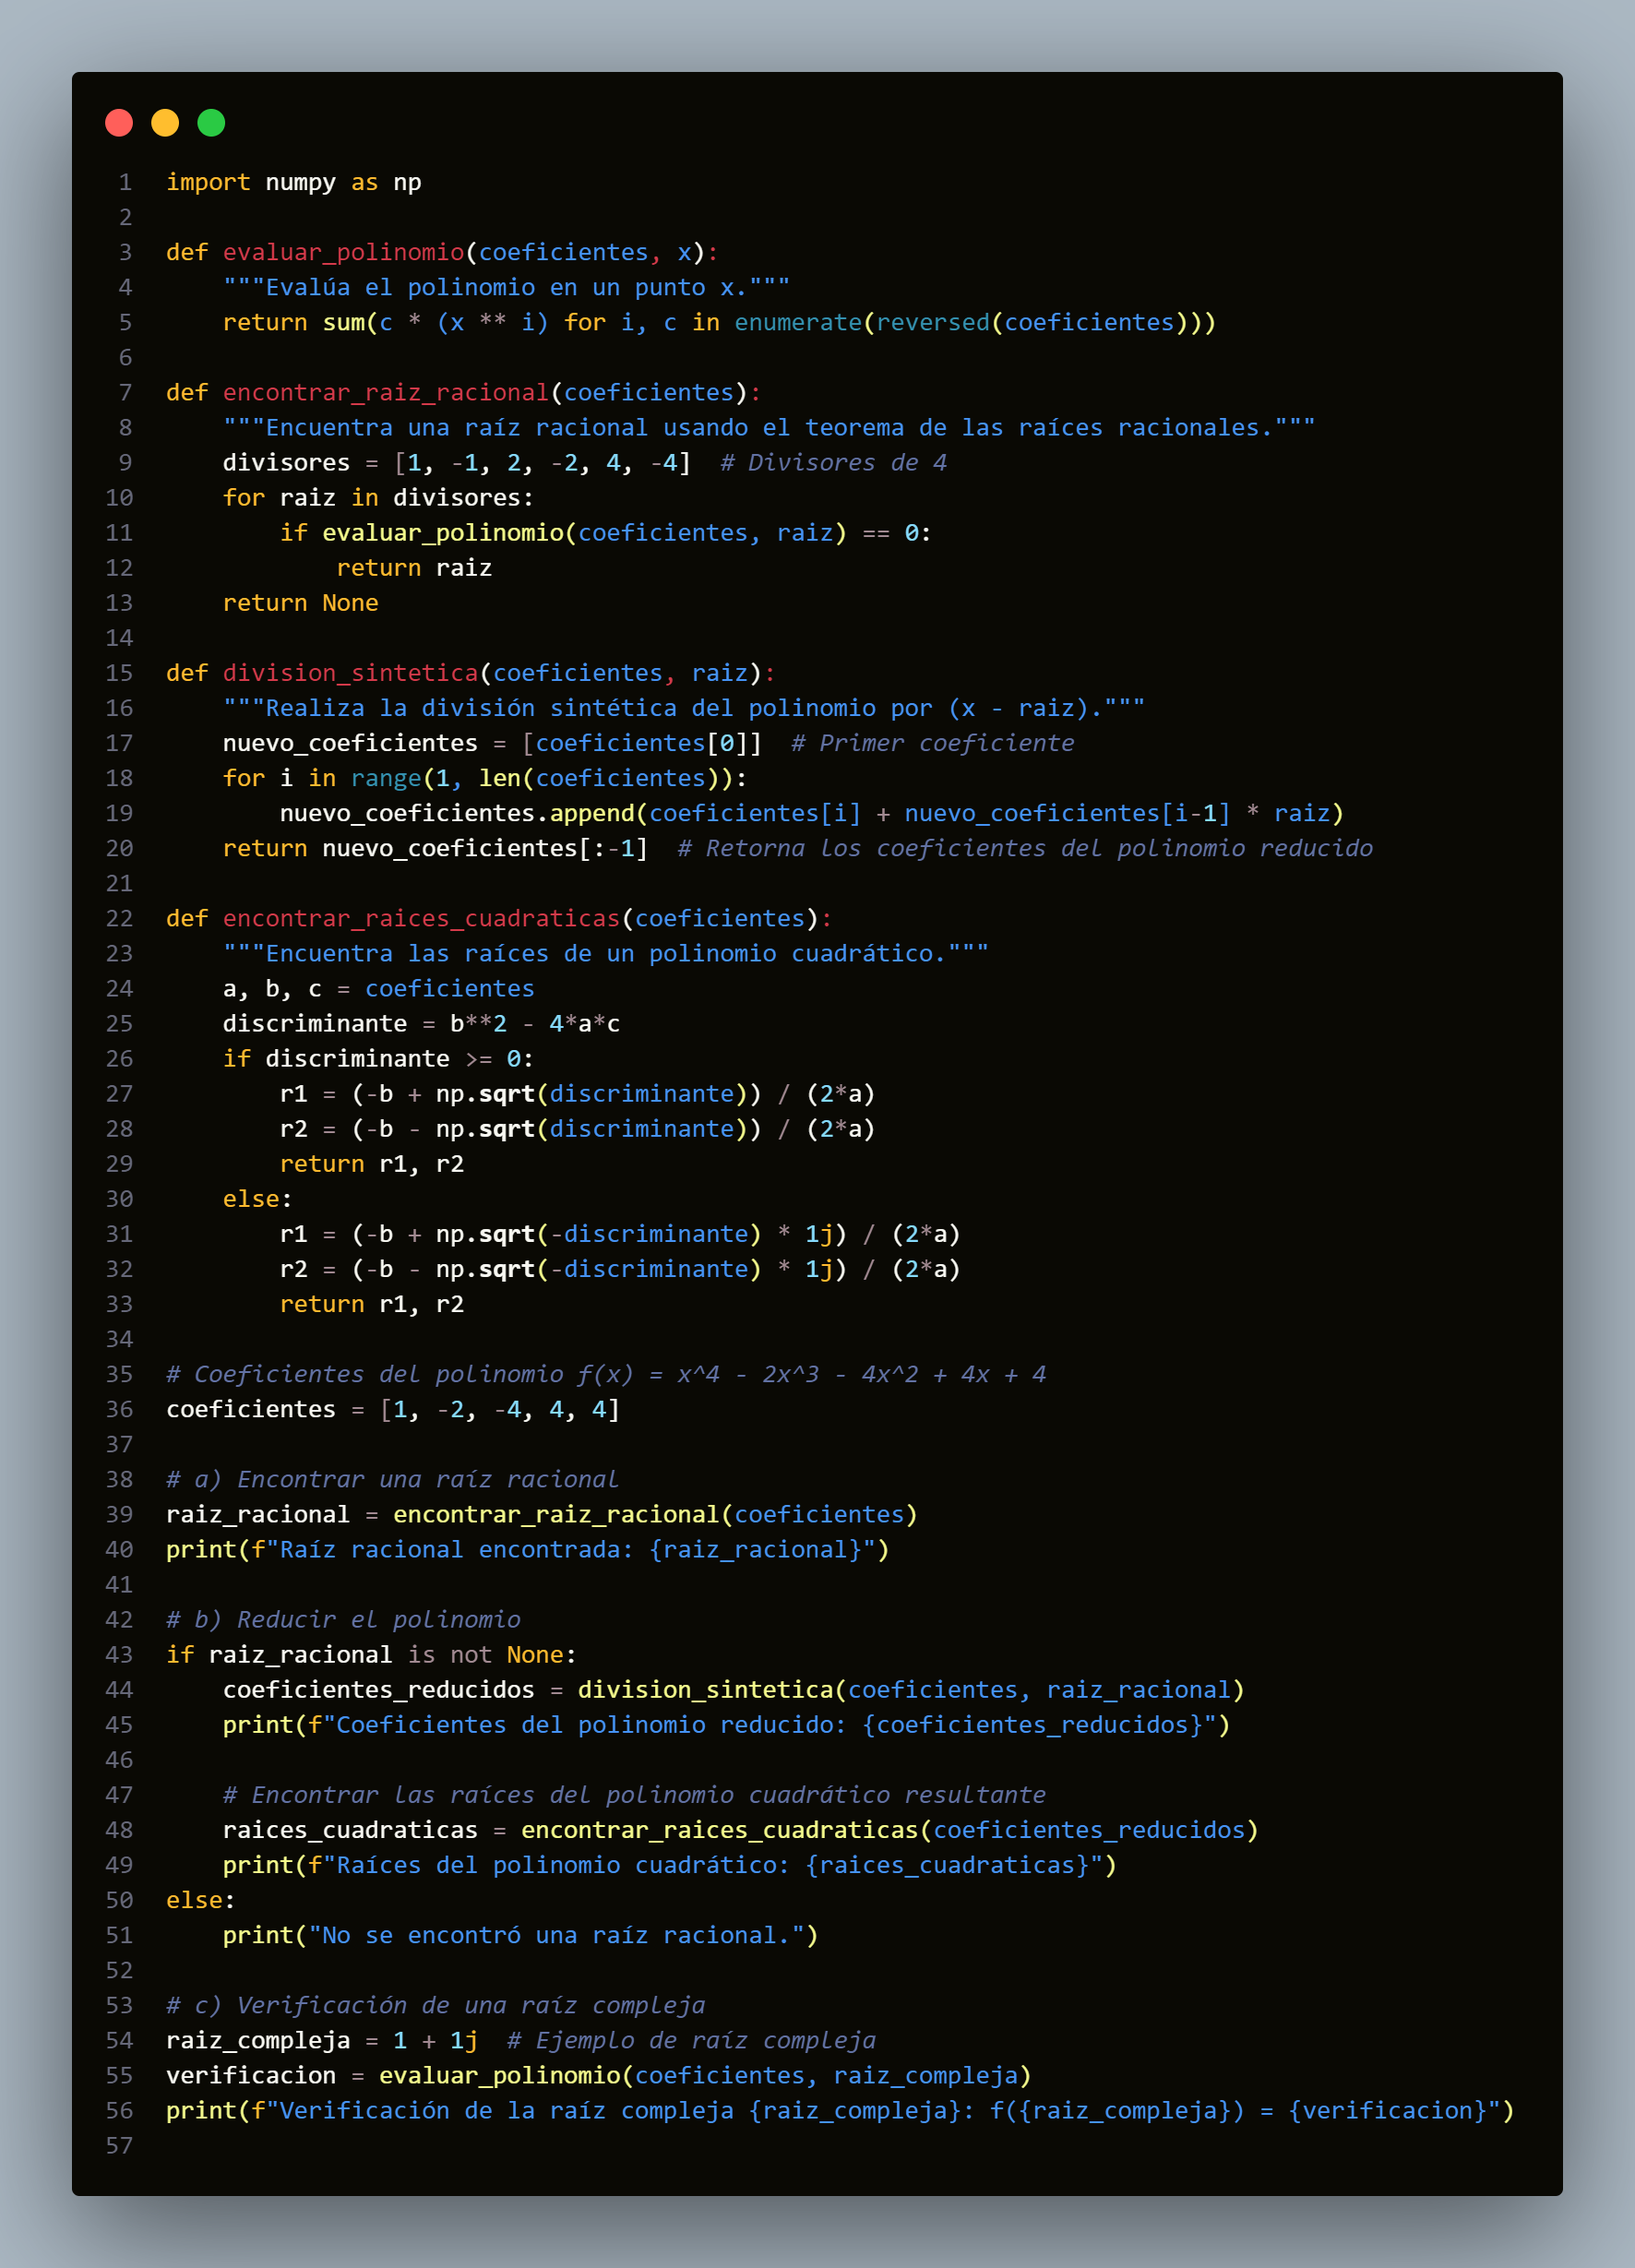 1 import numpy as np
2
3 def evaluar_polinomio(coeficientes, x):
4     """Evalúa el polinomio en un punto x."""
5     return sum(c * (x ** i) for i, c in enumerate(reversed(coeficientes)))
6
7 def encontrar_raiz_racional(coeficientes):
8     """Encuentra una raíz racional usando el teorema de las raíces racionales."""
9     divisores = [1, -1, 2, -2, 4, -4]  # Divisores de 4
10     for raiz in divisores:
11         if evaluar_polinomio(coeficientes, raiz) == 0:
12             return raiz
13     return None
14
15 def division_sintetica(coeficientes, raiz):
16     """Realiza la división sintética del polinomio por (x - raiz)."""
17     nuevo_coeficientes = [coeficientes[0]]  # Primer coeficiente
18     for i in range(1, len(coeficientes)):
19         nuevo_coeficientes.append(coeficientes[i] + nuevo_coeficientes[i-1] * raiz)
20     return nuevo_coeficientes[:-1]  # Retorna los coeficientes del polinomio reducido
21
22 def encontrar_raices_cuadraticas(coeficientes):
23     """Encuentra las raíces de un polinomio cuadrático."""
24     a, b, c = coeficientes
25     discriminante = b**2 - 4*a*c
26     if discriminante >= 0:
27         r1 = (-b + np.sqrt(discriminante)) / (2*a)
28         r2 = (-b - np.sqrt(discriminante)) / (2*a)
29         return r1, r2
30     else:
31         r1 = (-b + np.sqrt(-discriminante) * 1j) / (2*a)
32         r2 = (-b - np.sqrt(-discriminante) * 1j) / (2*a)
33         return r1, r2
34
35 # Coeficientes del polinomio f(x) = x^4 - 2x^3 - 4x^2 + 4x + 4
36 coeficientes = [1, -2, -4, 4, 4]
37
38 # a) Encontrar una raíz racional
39 raiz_racional = encontrar_raiz_racional(coeficientes)
40 print(f"Raíz racional encontrada: {raiz_racional}")
41
42 # b) Reducir el polinomio
43 if raiz_racional is not None:
44     coeficientes_reducidos = division_sintetica(coeficientes, raiz_racional)
45     print(f"Coeficientes del polinomio reducido: {coeficientes_reducidos}")
46
47     # Encontrar las raíces del polinomio cuadrático resultante
48     raices_cuadraticas = encontrar_raices_cuadraticas(coeficientes_reducidos)
49     print(f"Raíces del polinomio cuadrático: {raices_cuadraticas}")
50 else:
51     print("No se encontró una raíz racional.")
52
53 # c) Verificación de una raíz compleja
54 raiz_compleja = 1 + 1j  # Ejemplo de raíz compleja
55 verificacion = evaluar_polinomio(coeficientes, raiz_compleja)
56 print(f"Verificación de la raíz compleja {raiz_compleja}: f({raiz_compleja}) = {verificacion}")
57